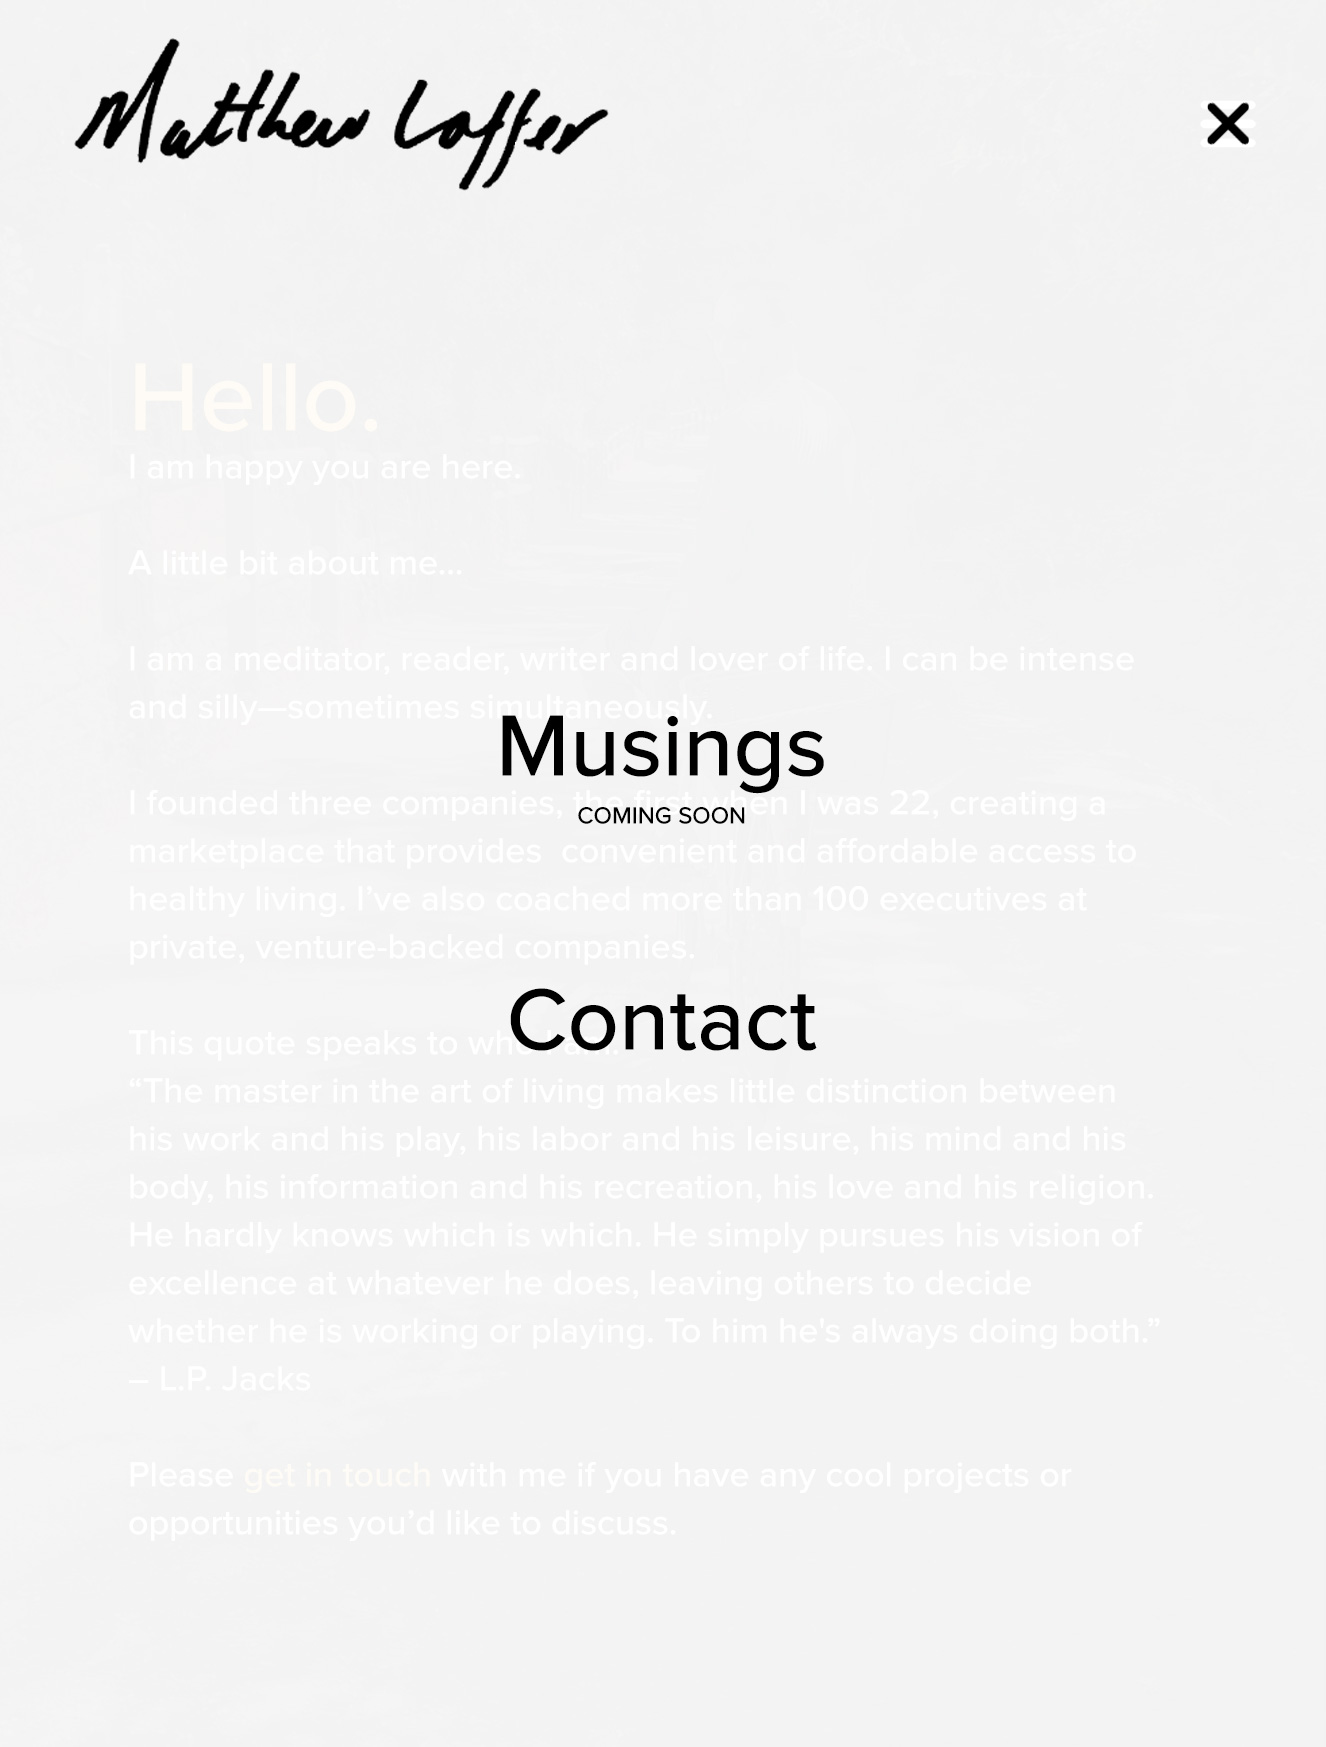 Matthew Loffer
Hello.
I am happy you are here.
A little bit about me...
I am a meditator, reader, writer and lover of life. I can be intense
and silly—sometimes simultaneously.
Musings
I founded three companies, the first when I was 22, creating a
COMING SOON
marketplace that provides  convenient and affordable access to
healthy living. I’ve also coached more than 100 executives at
private, venture-backed companies.
Contact
This quote speaks to who I am:
“The master in the art of living makes little distinction between
his work and his play, his labor and his leisure, his mind and his
body, his information and his recreation, his love and his religion.
He hardly knows which is which. He simply pursues his vision of
excellence at whatever he does, leaving others to decide
whether he is working or playing. To him he's always doing both.”
– L.P. Jacks
Please get in touch with me if you have any cool projects or
opportunities you’d like to discuss.